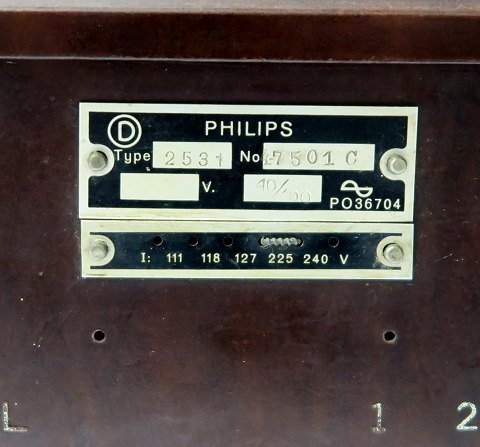 D PHILIPS
Type 2531 No 7501 C
V. 40/100
PO36704
I: 111 118 127 225 240 V
L 1 2